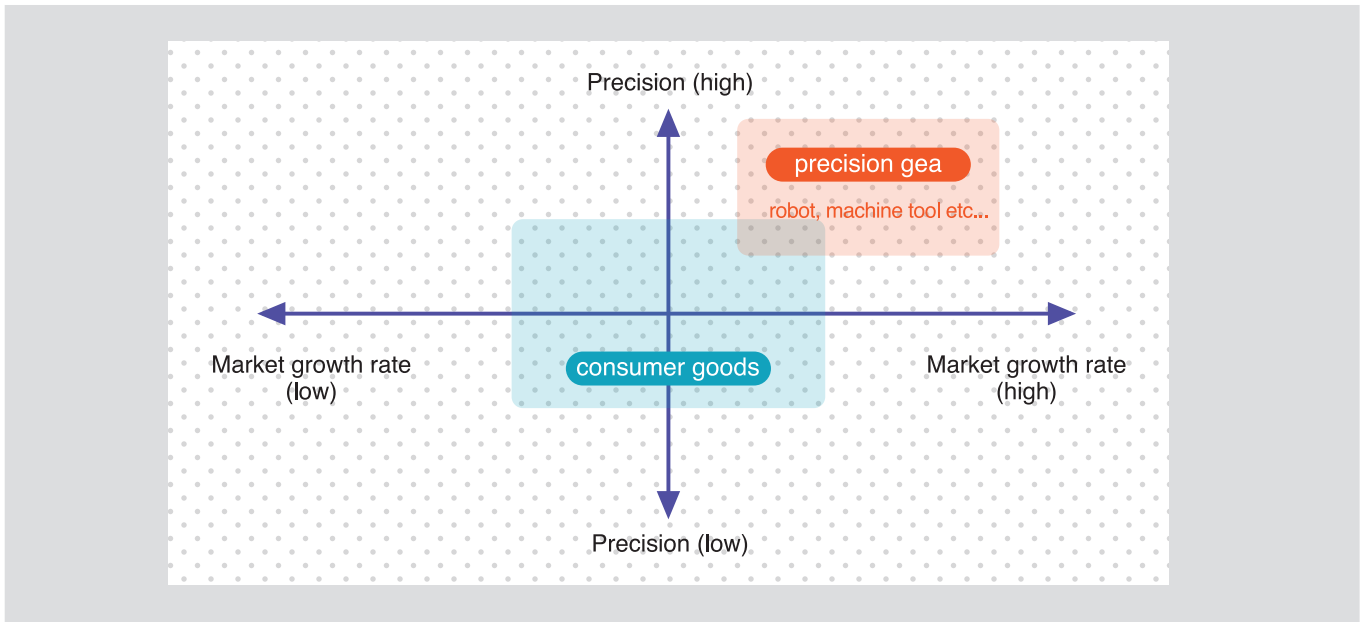 Precision (high)
precision gea
robot, machine tool etc...
Market growth rate
(low)
consumer goods
Market growth rate
(high)
Precision (low)